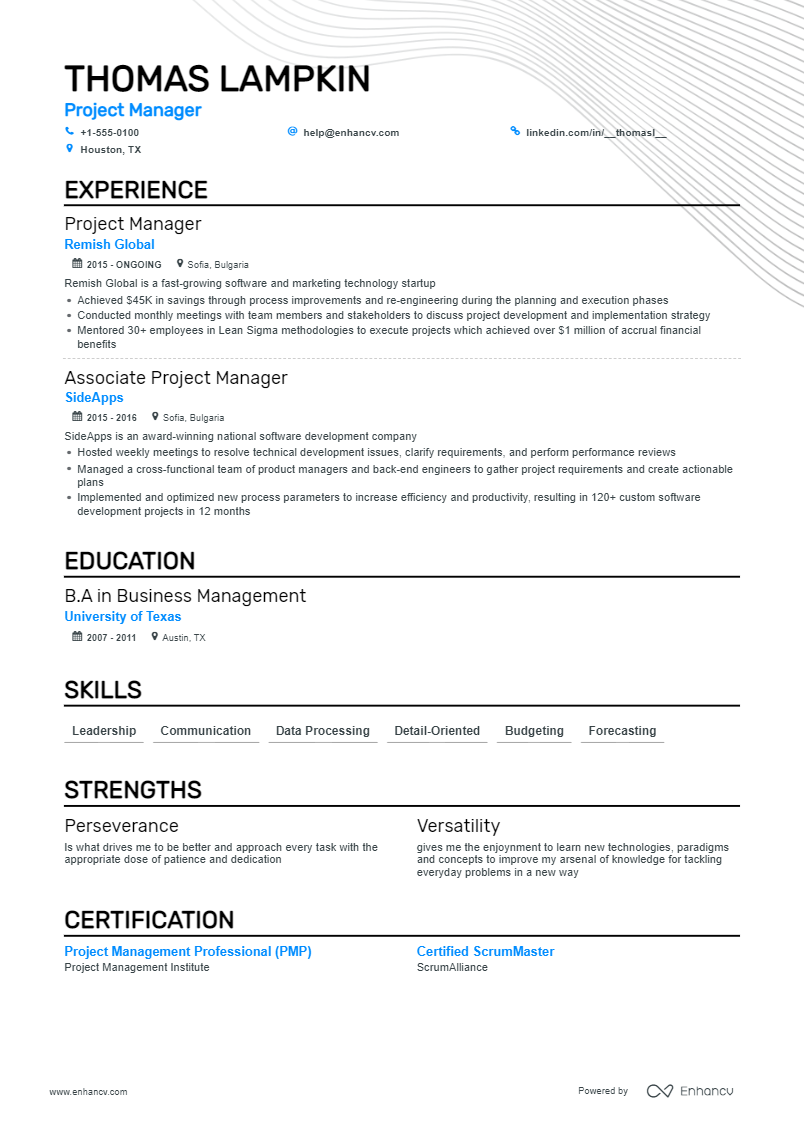 THOMAS LAMPKIN
Project Manager
+1-555-0100 help@enhancv.com linkedin.com/in/__thomasl__
Houston, TX
EXPERIENCE
Project Manager
Remish Global
2015 - ONGOING Sofia, Bulgaria
Remish Global is a fast-growing software and marketing technology startup
• Achieved $45K in savings through process improvements and re-engineering during the planning and execution phases
• Conducted monthly meetings with team members and stakeholders to discuss project development and implementation strategy
• Mentored 30+ employees in Lean Sigma methodologies to execute projects which achieved over $1 million of accrual financial
benefits
Associate Project Manager
SideApps
2015 - 2016 Sofia, Bulgaria
SideApps is an award-winning national software development company
• Hosted weekly meetings to resolve technical development issues, clarify requirements, and perform performance reviews
• Managed a cross-functional team of product managers and back-end engineers to gather project requirements and create actionable
plans
• Implemented and optimized new process parameters to increase efficiency and productivity, resulting in 120+ custom software
development projects in 12 months
EDUCATION
B.A in Business Management
University of Texas
2007 - 2011 Austin, TX
SKILLS
Leadership Communication Data Processing Detail-Oriented Budgeting Forecasting
STRENGTHS
Perseverance
Is what drives me to be better and approach every task with the
appropriate dose of patience and dedication
Versatility
gives me the enjoynment to learn new technologies, paradigms
and concepts to improve my arsenal of knowledge for tackling
everyday problems in a new way
CERTIFICATION
Project Management Professional (PMP)
Project Management Institute
Certified ScrumMaster
ScrumAlliance
www.enhancv.com Powered by Enhancv